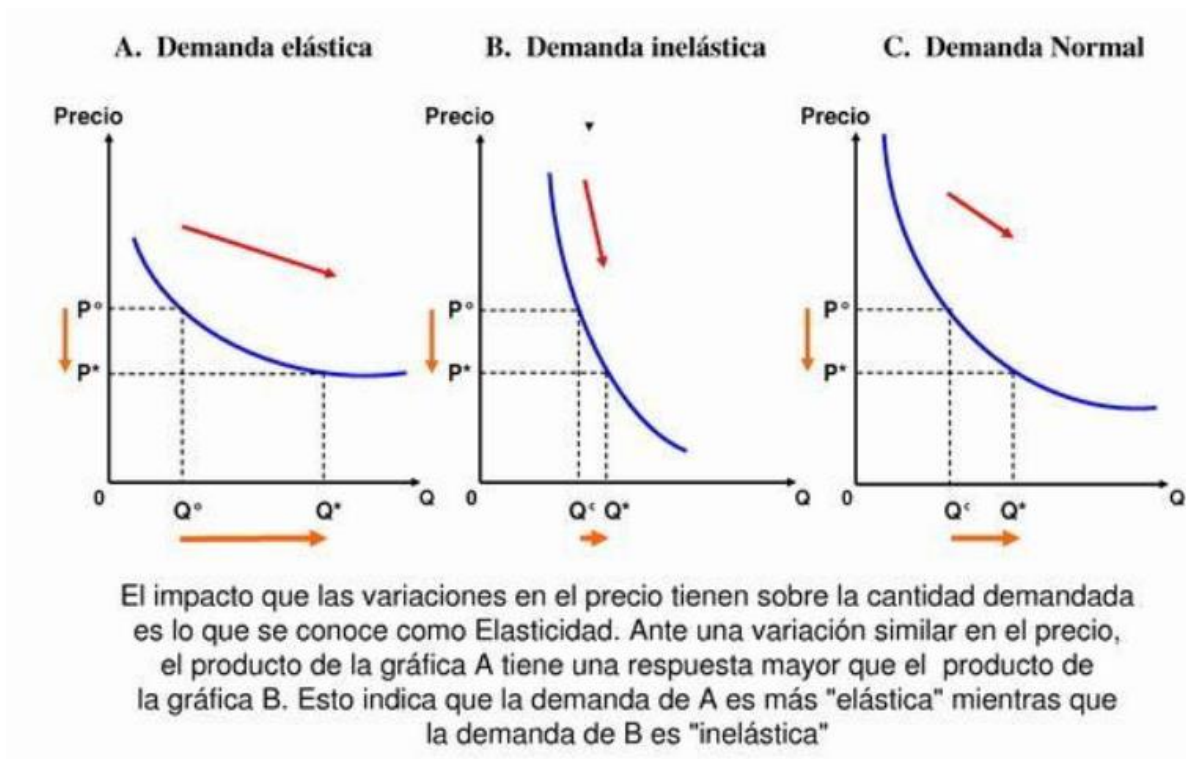 A. Demanda elástica
B. Demanda inelástica
C. Demanda Normal
Precio
Precio
Precio
P°
P*
P°
P*
P°
P*
0
Q°
Q*
Q
0
Q‘ Q*
Q
0
Q‘
Q*
Q
El impacto que las variaciones en el precio tienen sobre la cantidad demandada
es lo que se conoce como Elasticidad. Ante una variación similar en el precio,
el producto de la gráfica A tiene una respuesta mayor que el producto de
la gráfica B. Esto indica que la demanda de A es más "elástica" mientras que
la demanda de B es "inelástica"